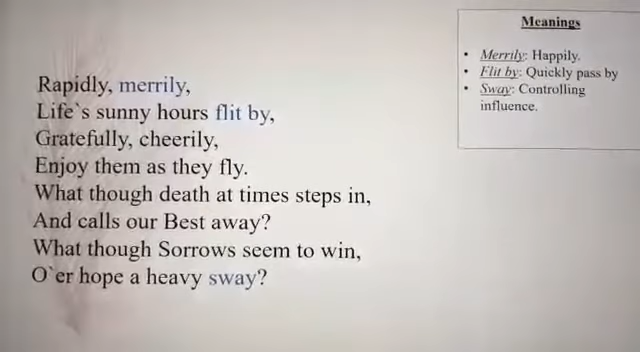 Rapidly, merrily,
Life`s sunny hours flit by,
Gratefully, cheerily,
Enjoy them as they fly.
What though death at times steps in,
And calls our Best away?
What though Sorrows seem to win,
O`er hope a heavy sway?
Meanings
• Merrily: Happily.
• Flit by: Quickly pass by
• Sway: Controlling
influence.